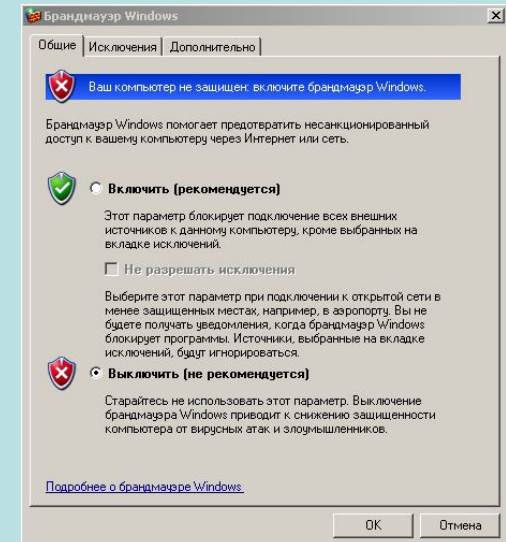 Брандмауэр Windows
Общие Исключения Дополнительно
Ваш компьютер не защищен: включите брандмауэр Windows.
Брандмауэр Windows помогает предотвратить несанкционированный
доступ к вашему компьютеру через Интернет или сеть.
Включить (рекомендуется)
Этот параметр блокирует подключение всех внешних
источников к данному компьютеру, кроме выбранных на
вкладке исключений.
Не разрешать исключения
Выберите этот параметр при подключении к открытой сети в
менее защищенных местах, например, в аэропорту. Вы не
будете получать уведомления, когда брандмауэр Windows
блокирует программы. Источники, выбранные на вкладке
исключений, будут игнорироваться.
Выключить (не рекомендуется)
Старайтесь не использовать этот параметр. Выключение
брандмауэра Windows приводит к снижению защищенности
компьютера от вирусных атак и злоумышленников.
Подробнее о брандмауэре Windows
OK Отмена